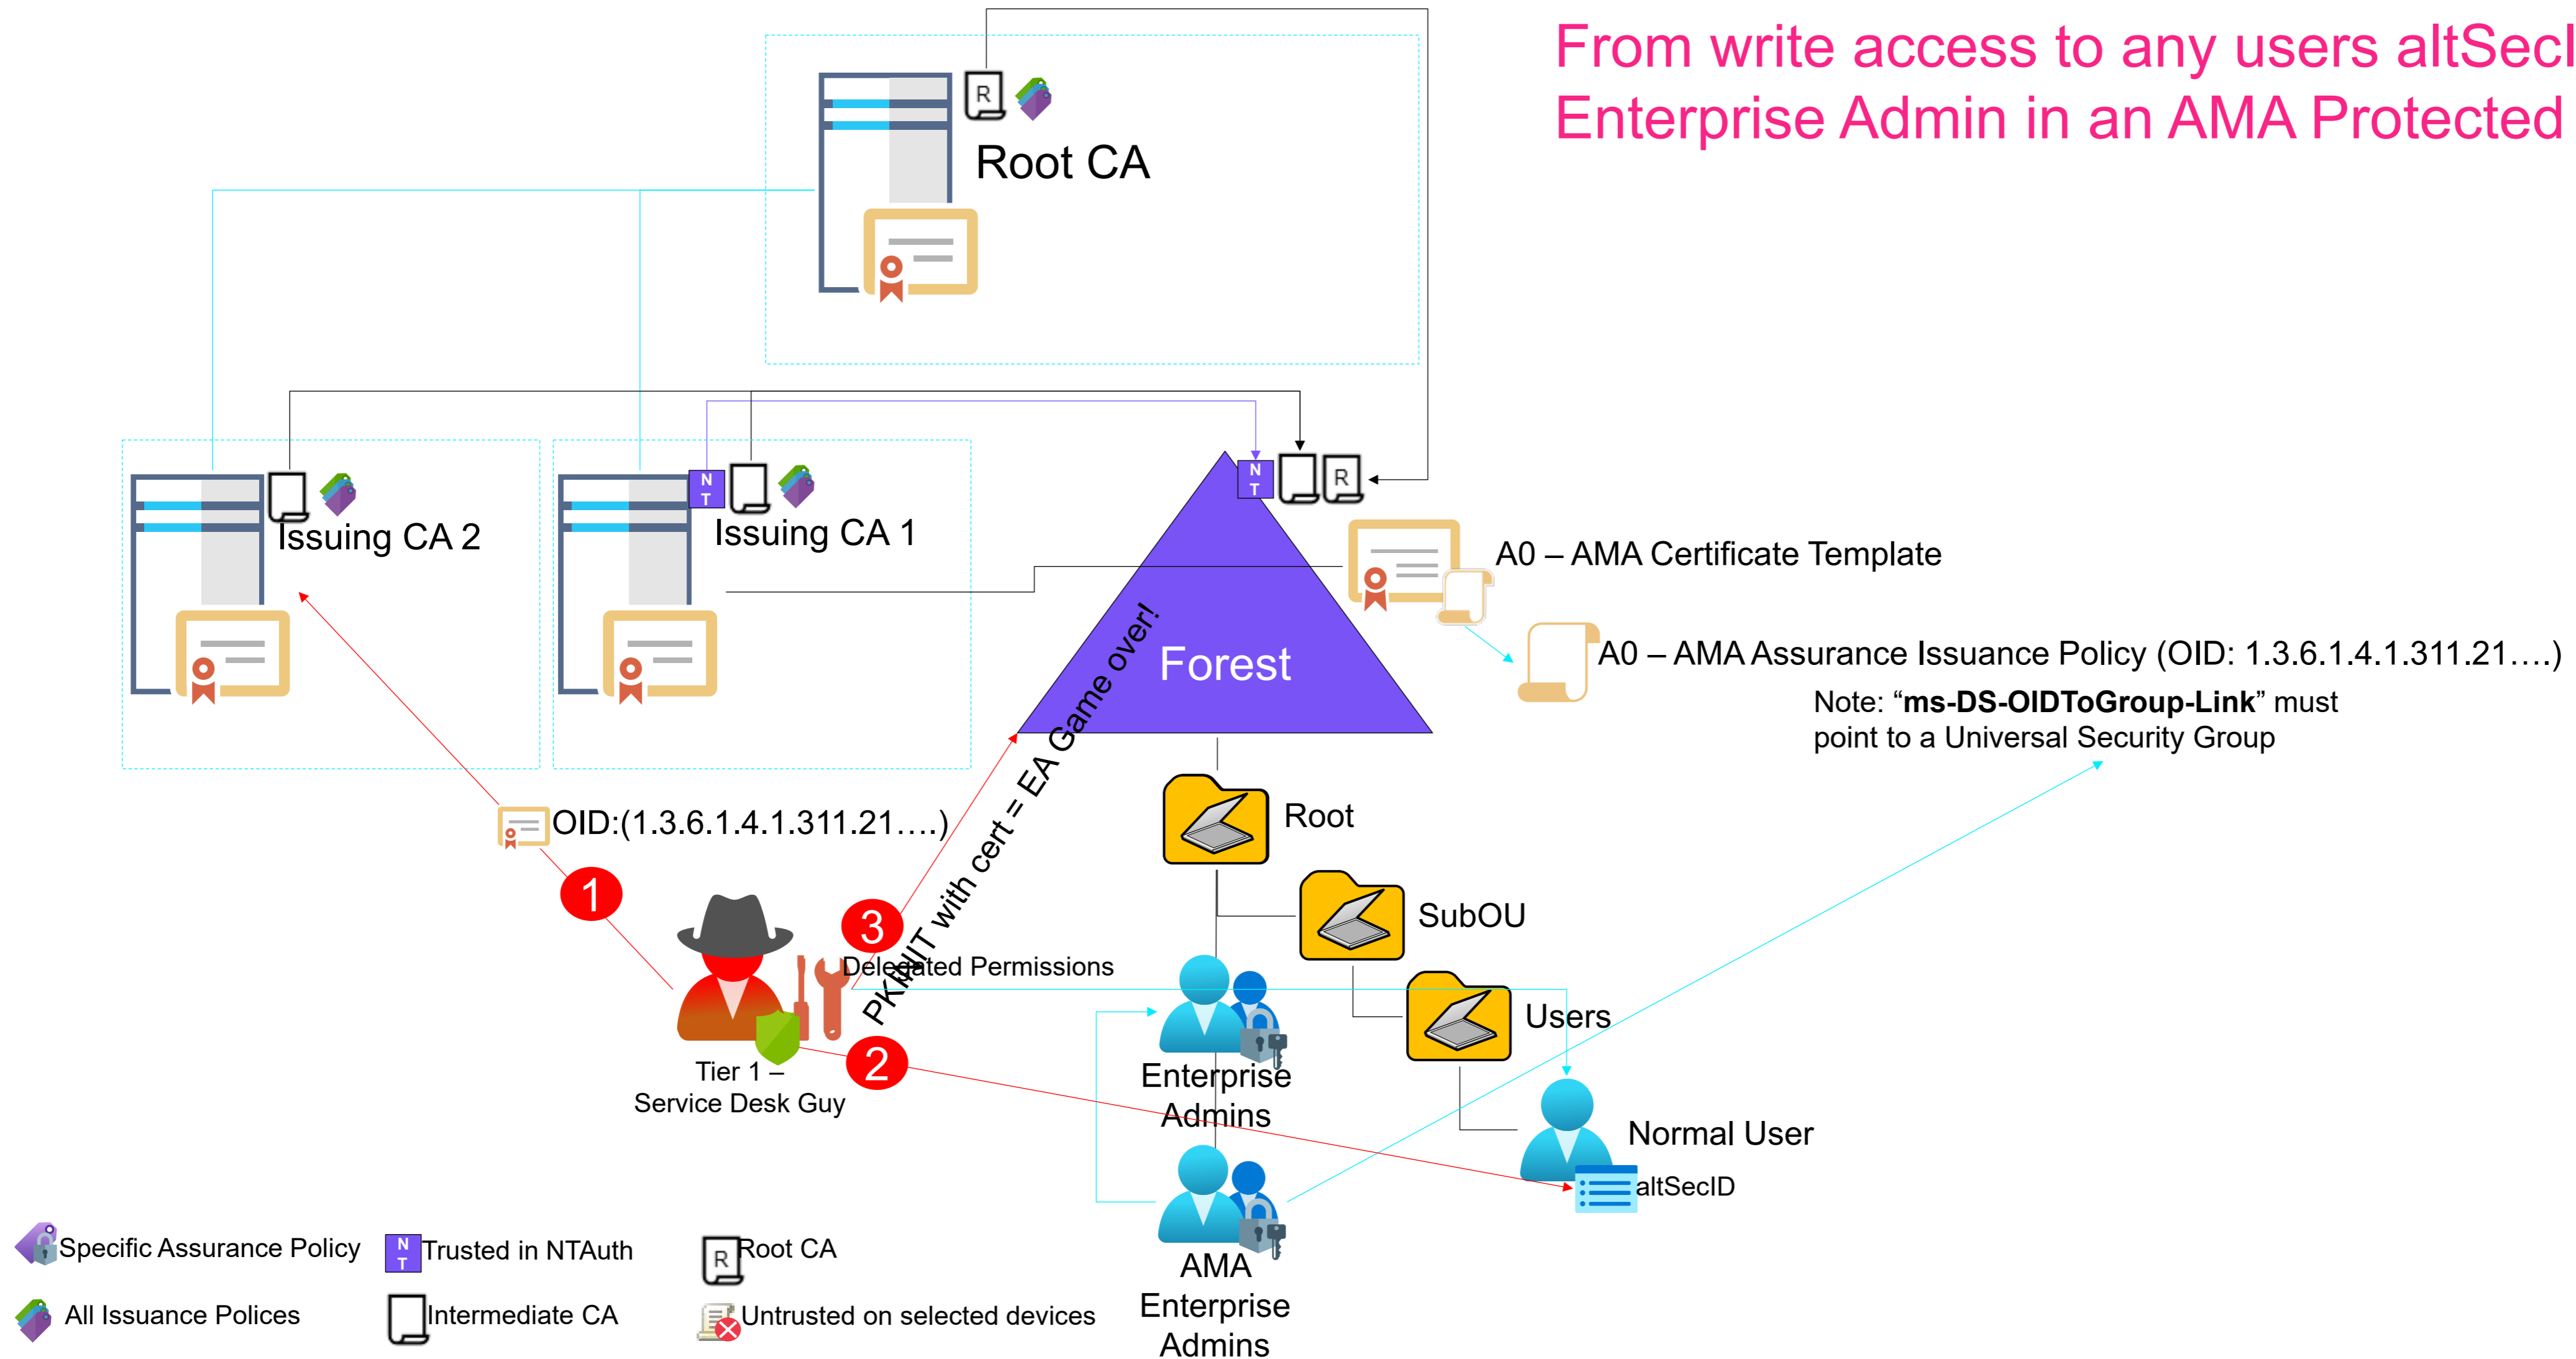 From write access to any users altSecI
Enterprise Admin in an AMA Protected
R
Root CA
N
T
Issuing CA 2
Issuing CA 1
N
T
R
A0 – AMA Certificate Template
Forest
A0 – AMA Assurance Issuance Policy (OID: 1.3.6.1.4.1.311.21….)
Note: “ms-DS-OIDToGroup-Link” must
point to a Universal Security Group
PKINIT with cert = EA Game over!
OID:(1.3.6.1.4.1.311.21….)
Root
1
3
SubOU
Delegated Permissions
Users
2
Tier 1 –
Service Desk Guy
Enterprise
Admins
Normal User
altSecID
AMA
Enterprise
Admins
Specific Assurance Policy
N
T
Trusted in NTAuth
R
Root CA
All Issuance Polices
Intermediate CA
Untrusted on selected devices